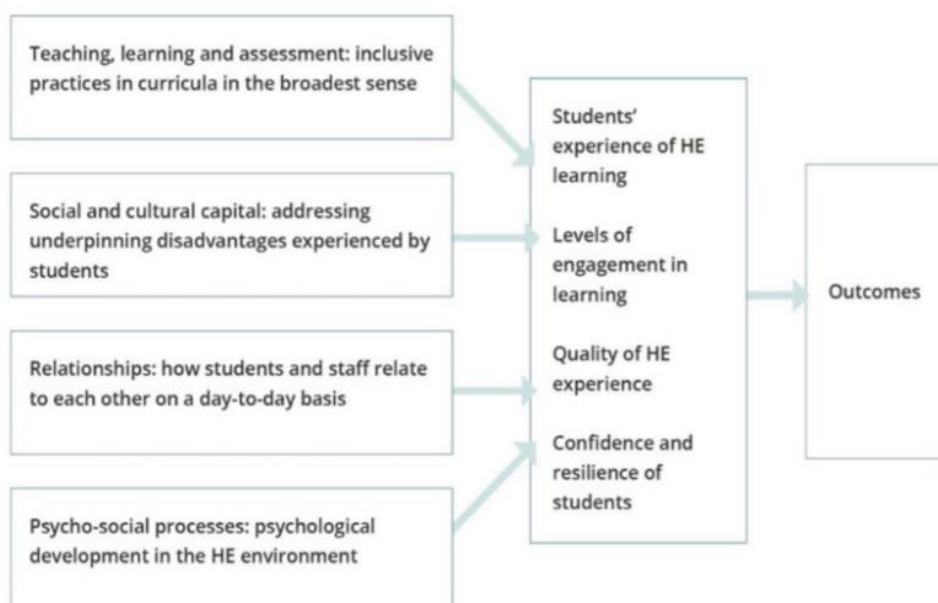 Teaching, learning and assessment: inclusive
practices in curricula in the broadest sense
Social and cultural capital: addressing
underpinning disadvantages experienced by
students
Relationships: how students and staff relate
to each other on a day-to-day basis
Psycho-social processes: psychological
development in the HE environment
Students’
experience of HE
learning
Levels of
engagement in
learning
Quality of HE
experience
Confidence and
resilience of
students
Outcomes